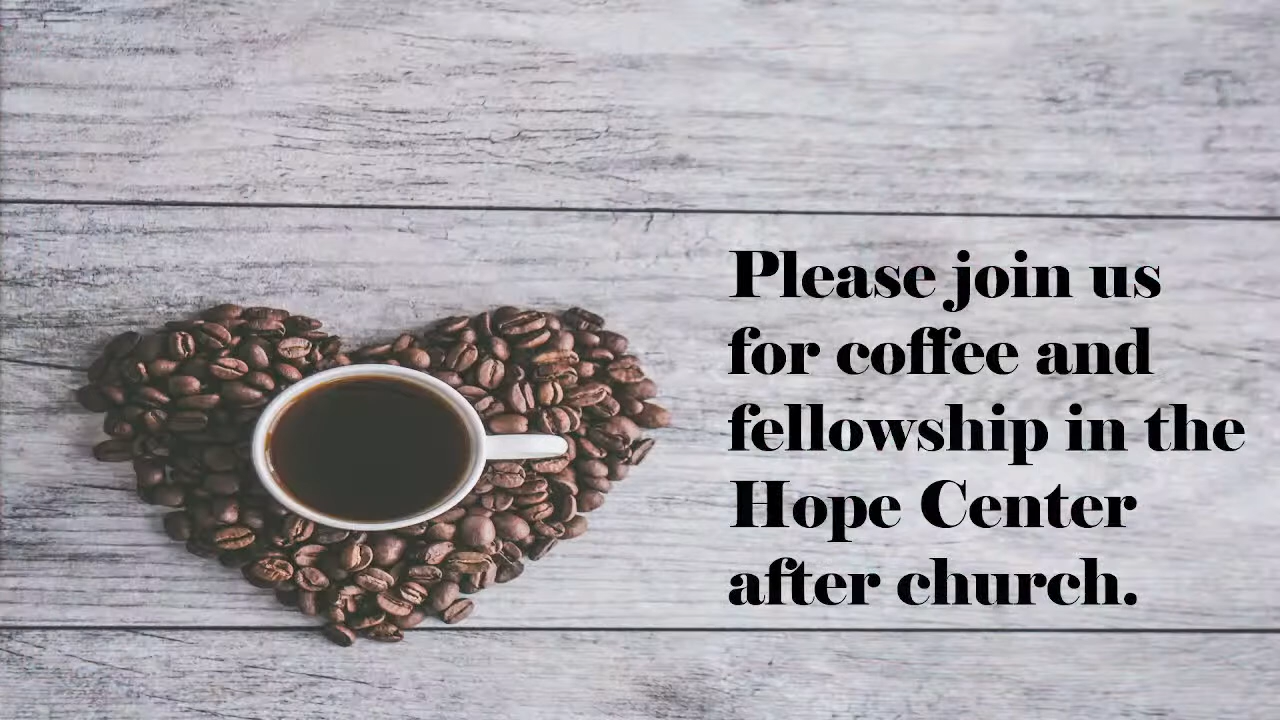 Please join us
for coffee and
fellowship in the
Hope Center
after church.